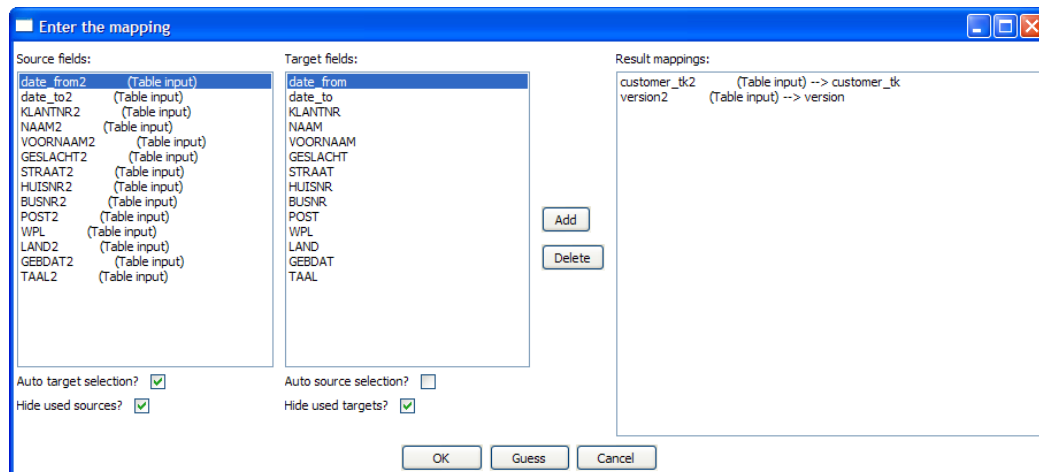 Enter the mapping
Source fields:
date_from2 (Table input)
date_to2 (Table input)
KLANTNR2 (Table input)
NAAM2 (Table input)
VOORNAAM2 (Table input)
GESLACHT2 (Table input)
STRAAT2 (Table input)
HUISNR2 (Table input)
BUSNR2 (Table input)
POST2 (Table input)
WPL (Table input)
LAND2 (Table input)
GEBDAT2 (Table input)
TAAL2 (Table input)
Auto target selection?
Hide used sources?
Target fields:
date_from
date_to
KLANTNR
NAAM
VOORNAAM
GESLACHT
STRAAT
HUISNR
BUSNR
POST
WPL
LAND
GEBDAT
TAAL
Auto source selection?
Hide used targets?
Add
Delete
Result mappings:
customer_tk2 (Table input) --> customer_tk
version2 (Table input) --> version
OK
Guess
Cancel